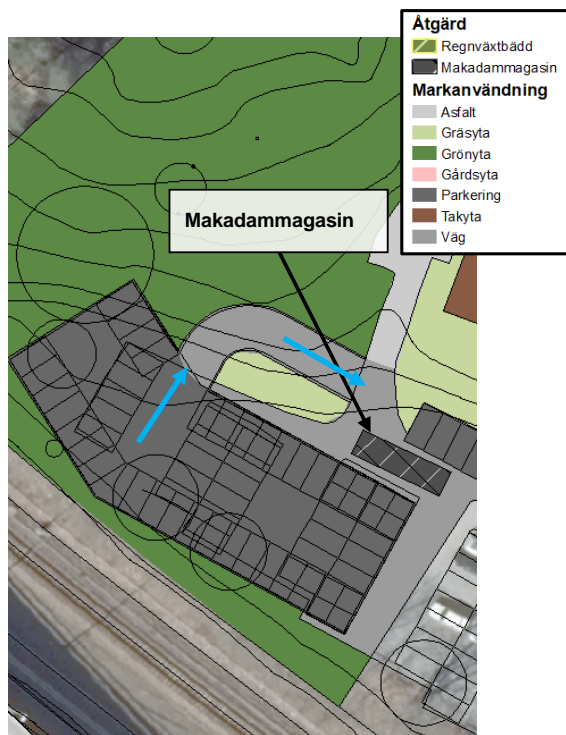 Åtgärd
Regnväxtbädd
Makadammagasin
Markanvändning
Asfalt
Gräsyta
Grönyta
Gårdsyta
Parkering
Takyta
Väg
Makadammagasin